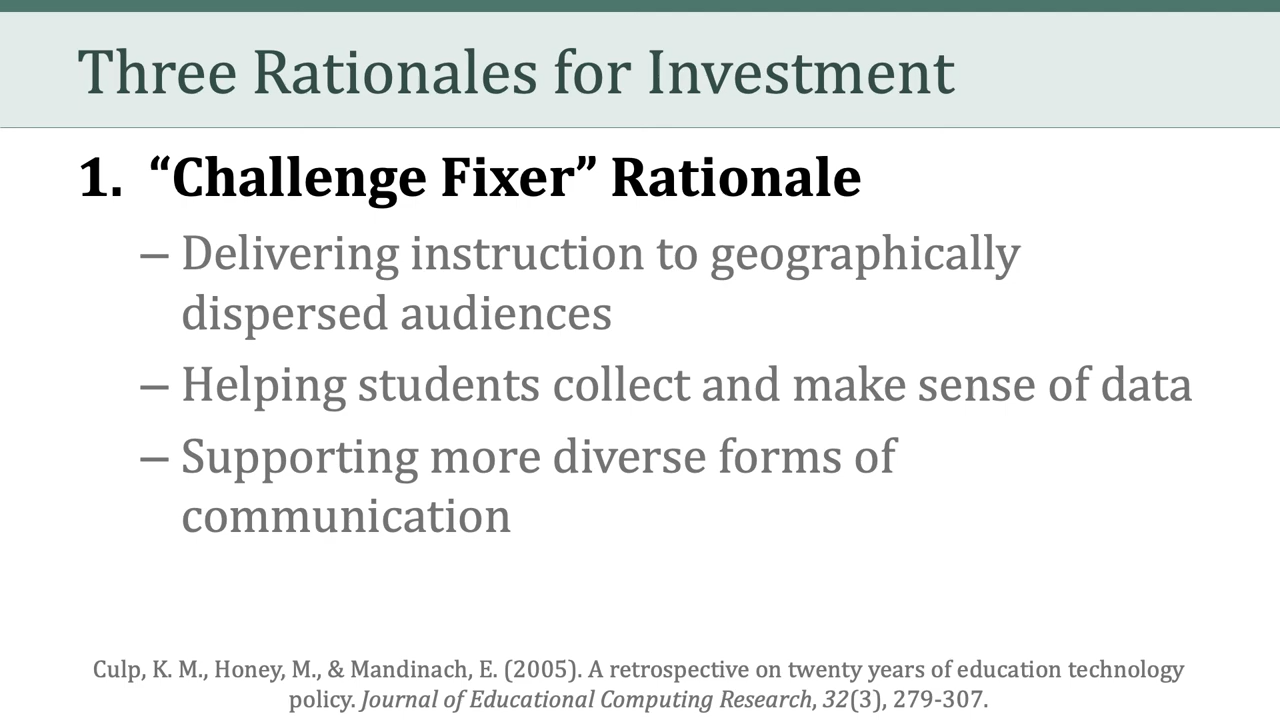 Three Rationales for Investment
1. “Challenge Fixer” Rationale
– Delivering instruction to geographically
dispersed audiences
– Helping students collect and make sense of data
– Supporting more diverse forms of
communication
Culp, K. M., Honey, M., & Mandinach, E. (2005). A retrospective on twenty years of education technology
policy. Journal of Educational Computing Research, 32(3), 279-307.